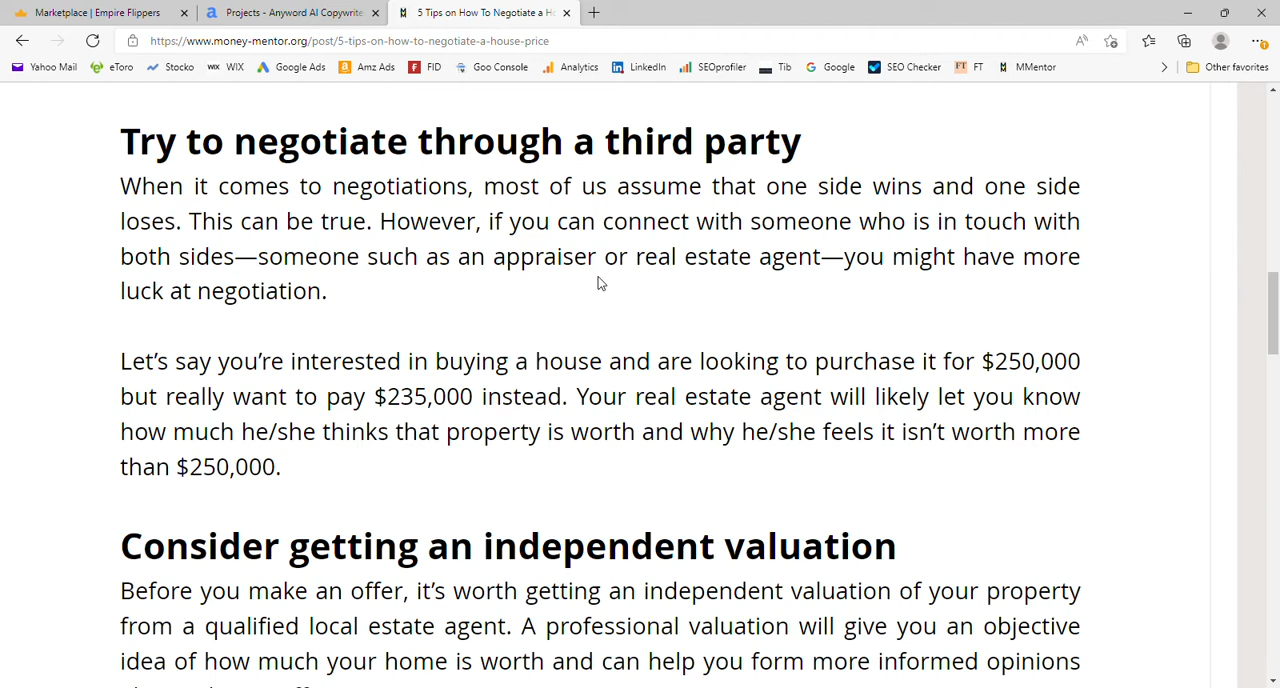 Marketplace | Empire Flippers
Projects - Anyword AI Copywrite
5 Tips on How To Negotiate a H
https://www.money-mentor.org/post/5-tips-on-how-to-negotiate-a-house-price
Yahoo Mail eToro Stocko WIX Google Ads Amz Ads FID Goo Console Analytics LinkedIn SEOprofiler Tib Google SEO Checker FT FT MMentor Other favorites
Try to negotiate through a third party
When it comes to negotiations, most of us assume that one side wins and one side
loses. This can be true. However, if you can connect with someone who is in touch with
both sides—someone such as an appraiser or real estate agent—you might have more
luck at negotiation.
Let’s say you’re interested in buying a house and are looking to purchase it for $250,000
but really want to pay $235,000 instead. Your real estate agent will likely let you know
how much he/she thinks that property is worth and why he/she feels it isn’t worth more
than $250,000.
Consider getting an independent valuation
Before you make an offer, it’s worth getting an independent valuation of your property
from a qualified local estate agent. A professional valuation will give you an objective
idea of how much your home is worth and can help you form more informed opinions